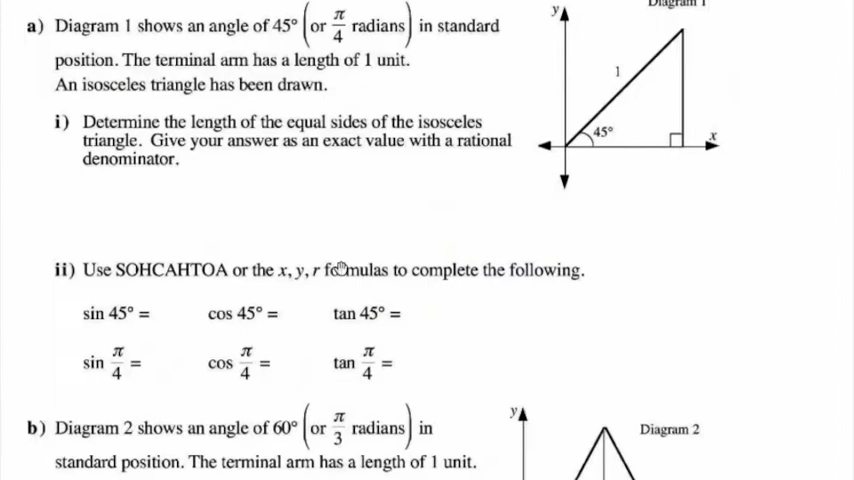 Diagram 1
a) Diagram 1 shows an angle of 45° (or π/4 radians) in standard
position. The terminal arm has a length of 1 unit.
An isosceles triangle has been drawn.
y
1
45°
x
i) Determine the length of the equal sides of the isosceles
triangle. Give your answer as an exact value with a rational
denominator.
ii) Use SOHCAHTOA or the x, y, r formulas to complete the following.
sin 45° = cos 45° = tan 45° =
sin π/4 = cos π/4 = tan π/4 =
b) Diagram 2 shows an angle of 60° (or π/3 radians) in
standard position. The terminal arm has a length of 1 unit.
y
Diagram 2